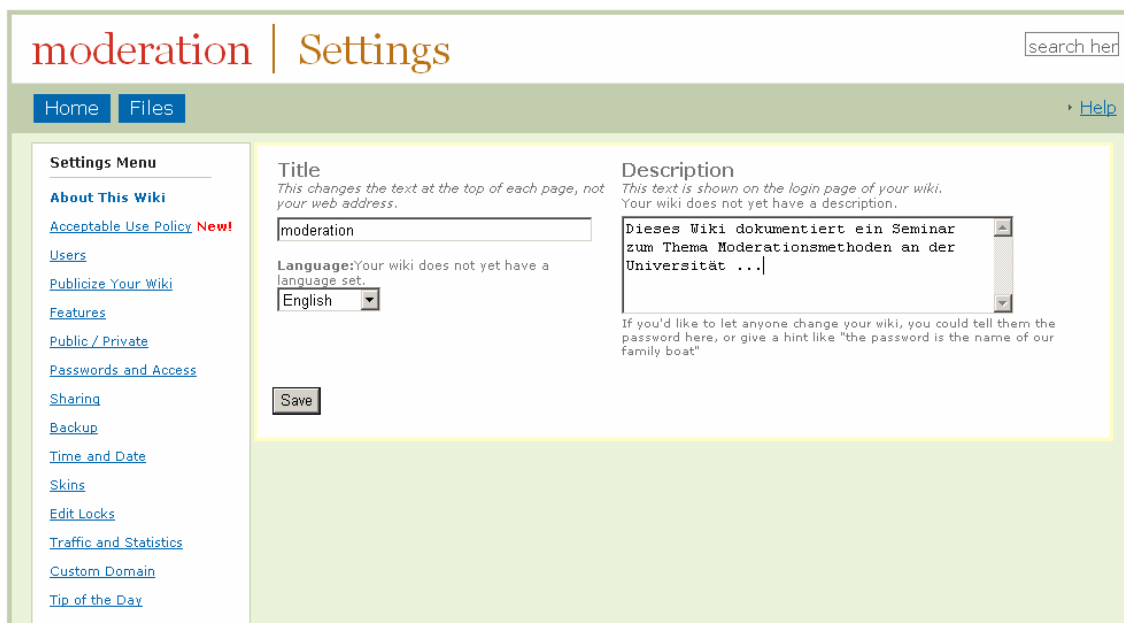 moderation | Settings
search her
Home Files
Help
Settings Menu
About This Wiki
Acceptable Use Policy New!
Users
Publicize Your Wiki
Features
Public / Private
Passwords and Access
Sharing
Backup
Time and Date
Skins
Edit Locks
Traffic and Statistics
Custom Domain
Tip of the Day
Title
This changes the text at the top of each page, not
your web address.
moderation
Language:Your wiki does not yet have a
language set.
English
Save
Description
This text is shown on the login page of your wiki.
Your wiki does not yet have a description.
Dieses Wiki dokumentiert ein Seminar
zum Thema Moderationsmethoden an der
Universität ...
If you'd like to let anyone change your wiki, you could tell them the
password here, or give a hint like "the password is the name of our
family boat"